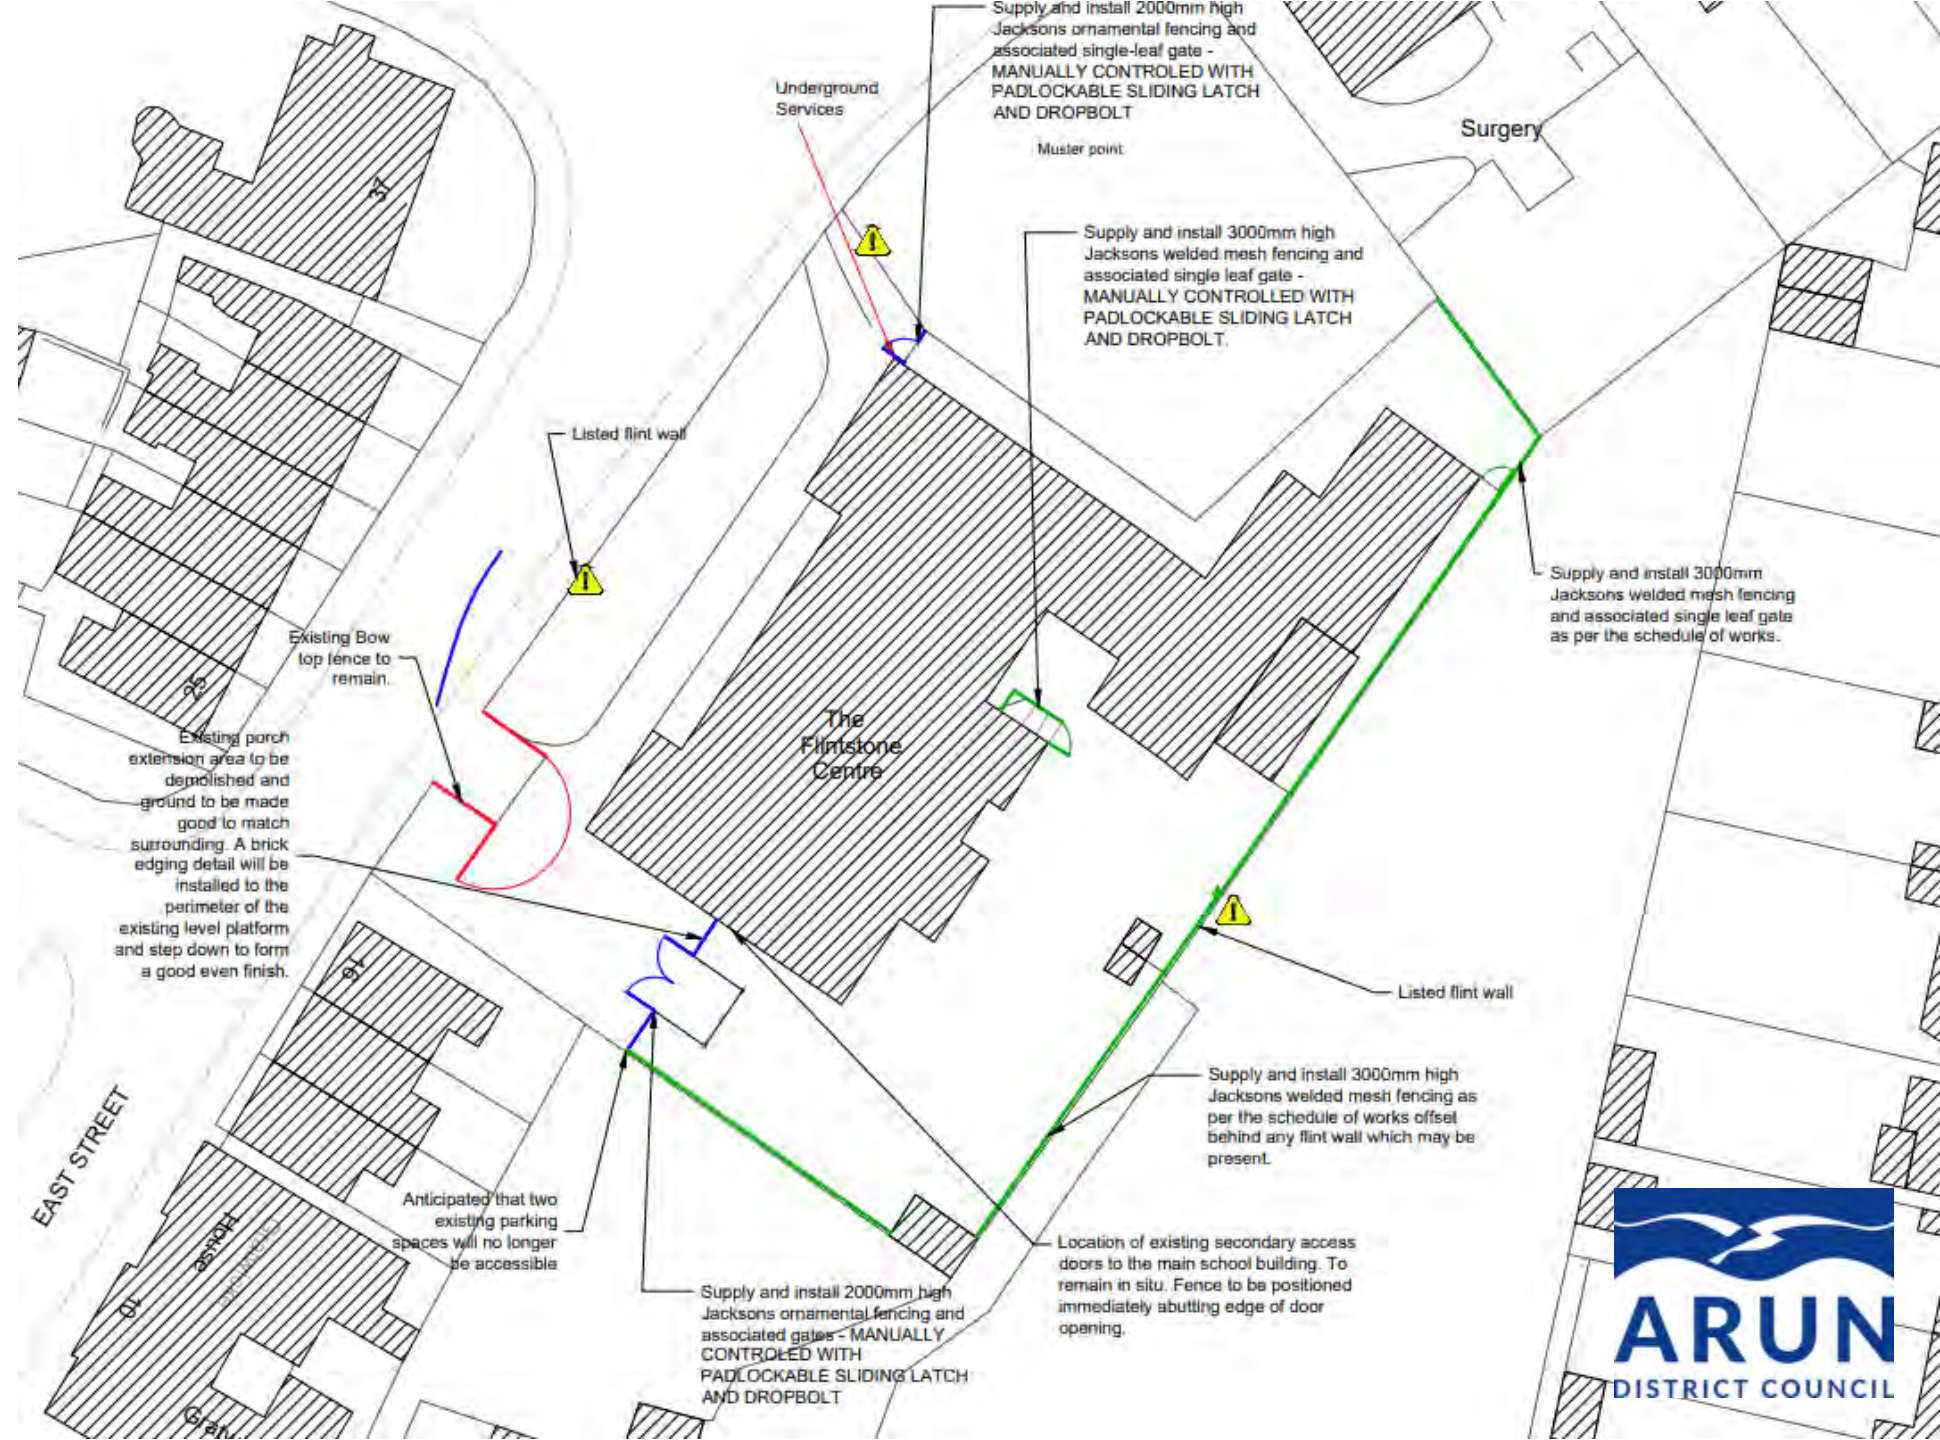 Supply and install 2000mm high
Jacksons ornamental fencing and
associated single-leaf gate -
MANUALLY CONTROLED WITH
PADLOCKABLE SLIDING LATCH
AND DROPBOLT
Underground
Services
Muster point
Surgery
37
Supply and install 3000mm high
Jacksons welded mesh fencing and
associated single leaf gate -
MANUALLY CONTROLLED WITH
PADLOCKABLE SLIDING LATCH
AND DROPBOLT.
Listed flint wall
Supply and install 3000mm
Jacksons welded mesh fencing
and associated single leaf gate
as per the schedule of works.
Existing Bow
top fence to
remain.
25
The
Flintstone
Centre
Existing porch
extension area to be
demolished and
ground to be made
good to match
surrounding. A brick
edging detail will be
installed to the
perimeter of the
existing level platform
and step down to form
a good even finish.
16
Listed flint wall
Supply and install 3000mm high
Jacksons welded mesh fencing as
per the schedule of works offset
behind any flint wall which may be
present.
EAST STREET
Anticipated that two
existing parking
spaces will no longer
be accessible
House
10
Location of existing secondary access
doors to the main school building. To
remain in situ. Fence to be positioned
immediately abutting edge of door
opening.
Supply and install 2000mm high
Jacksons ornamental fencing and
associated gates - MANUALLY
CONTROLED WITH
PADLOCKABLE SLIDING LATCH
AND DROPBOLT
ARUN
DISTRICT COUNCIL